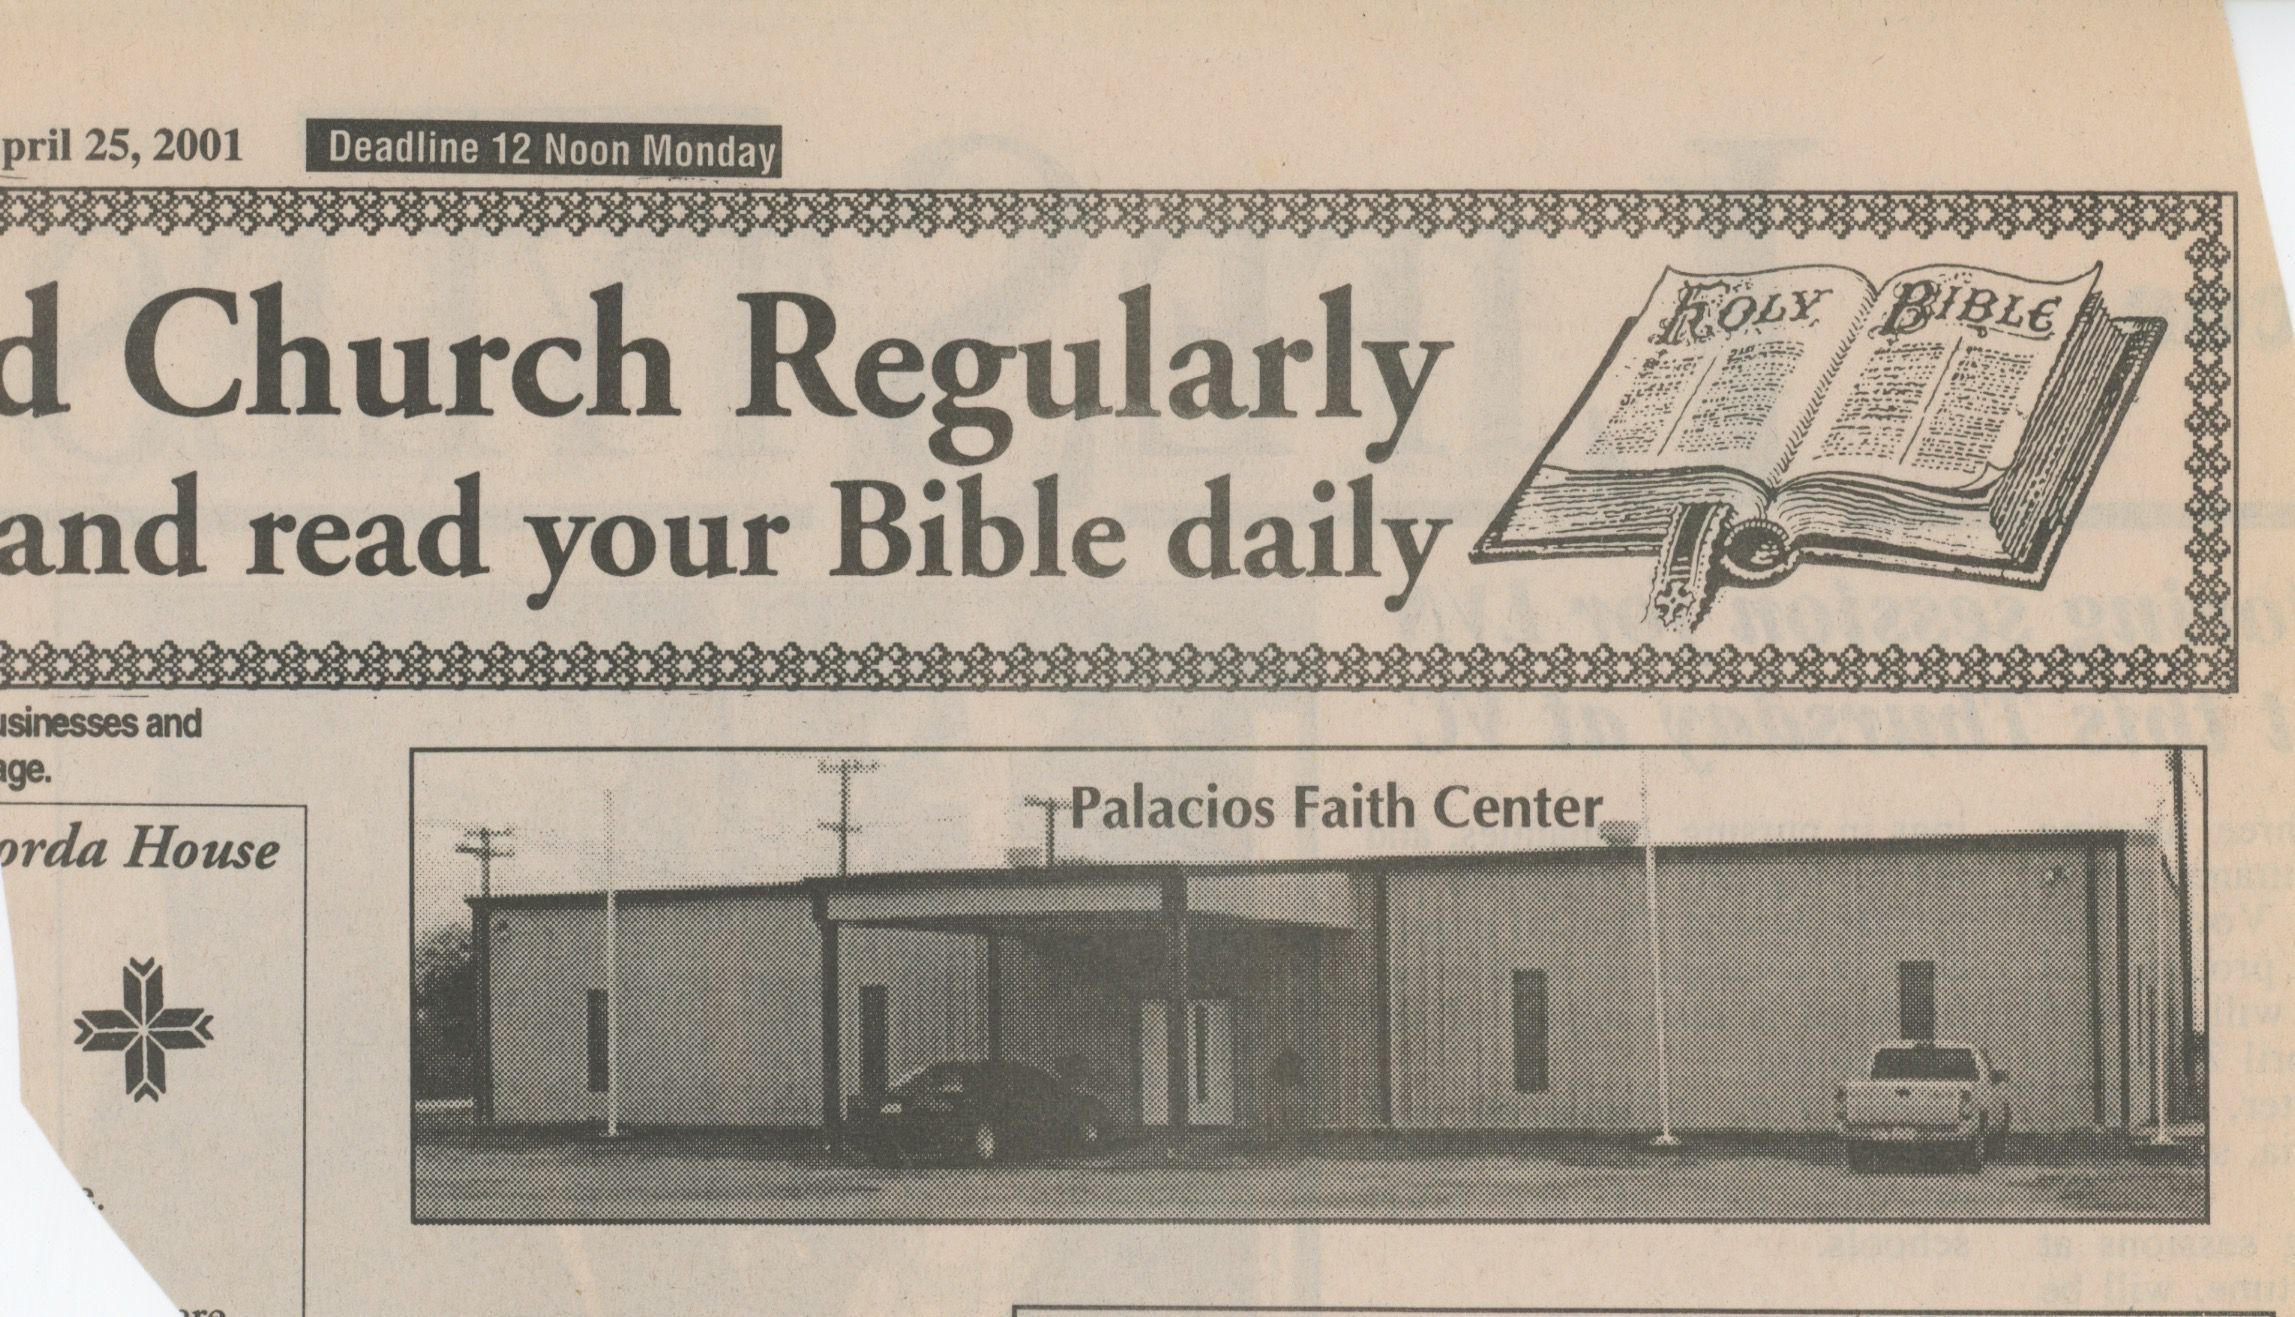 pril 25, 2001
Deadline 12 Noon Monday
d Church Regularly
and read your Bible daily
HOLY BIBLE
usinesses and
age.
orda House
e.
are
Palacios Faith Center